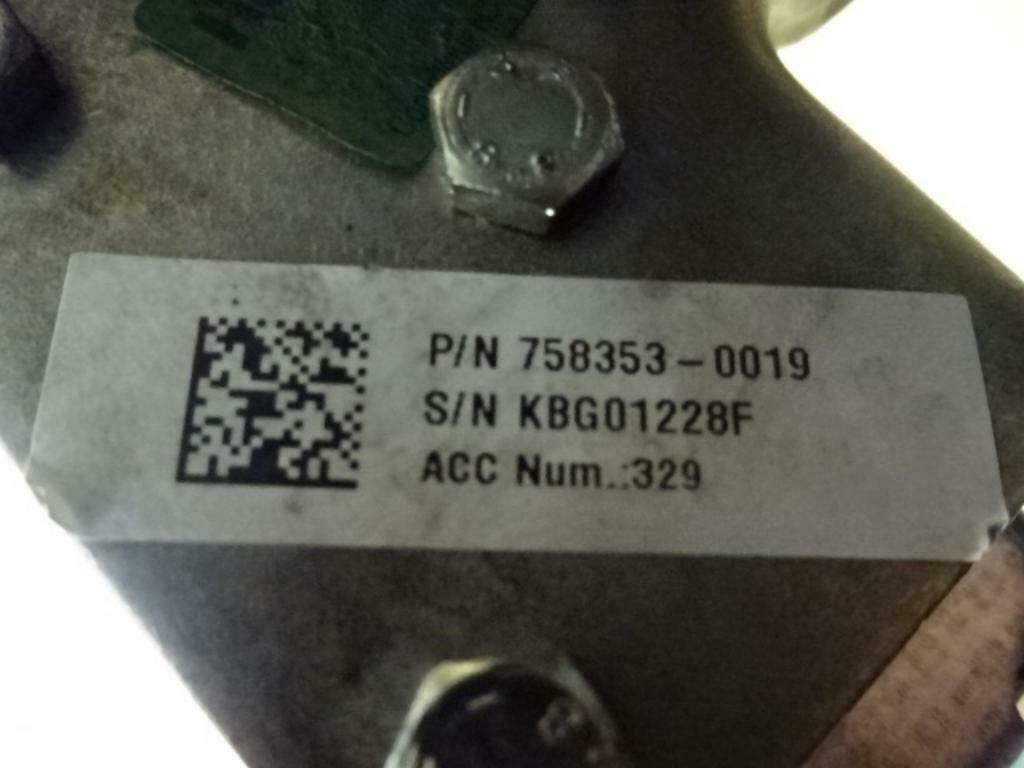 P/N 758353-0019
S/N KBG01228F
ACC Num.:329